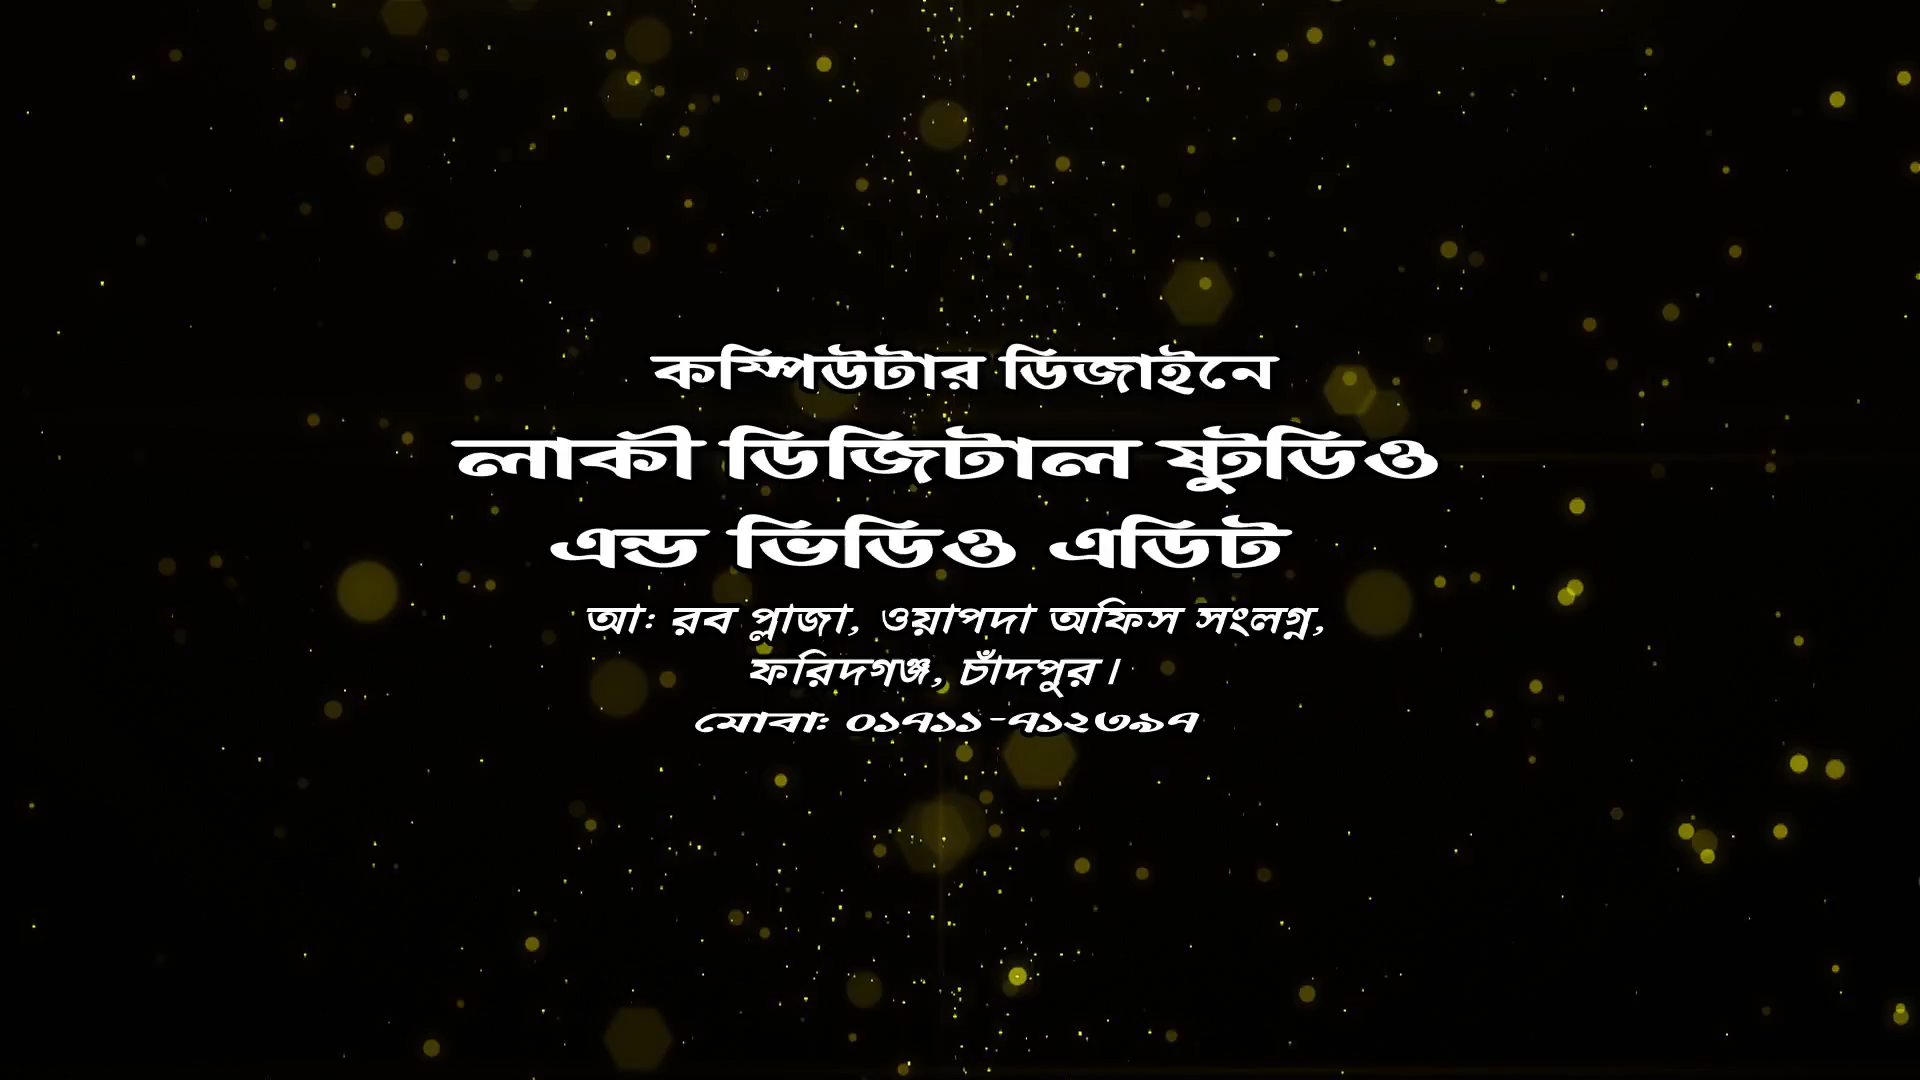 কম্পিউটার ডিজাইনে
লাকী ডিজিটাল ষ্টুডিও
এন্ড ভিডিও এডিট
আঃ রব প্লাজা, ওয়াপদা অফিস সংলগ্ন,
ফরিদগঞ্জ, চাঁদপুর।
মোবাঃ ০১৭১১-৭১২৩৯৭